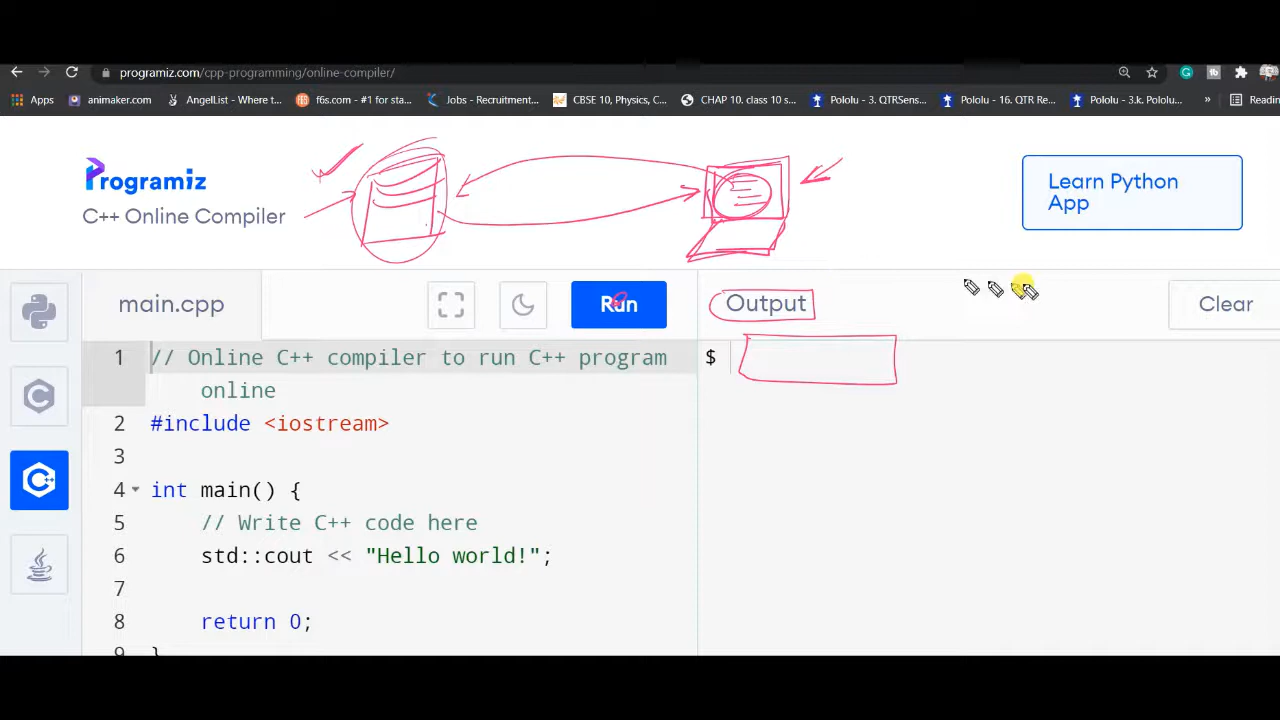 programiz.com/cpp-programming/online-compiler/
Apps animaker.com AngelList - Where t... f6s.com - #1 for sta... Jobs - Recruitment... CBSE 10, Physics, C... CHAP 10. class 10 s... Pololu - 3. QTRSens... Pololu - 16. QTR Re... Pololu - 3.k. Pololu... » Readin
Programiz
C++ Online Compiler
Learn Python
App
main.cpp Run Output Clear
1 // Online C++ compiler to run C++ program
online
2 #include <iostream>
3
4 int main() {
5 // Write C++ code here
6 std::cout << "Hello world!";
7
8 return 0;
9 }
$